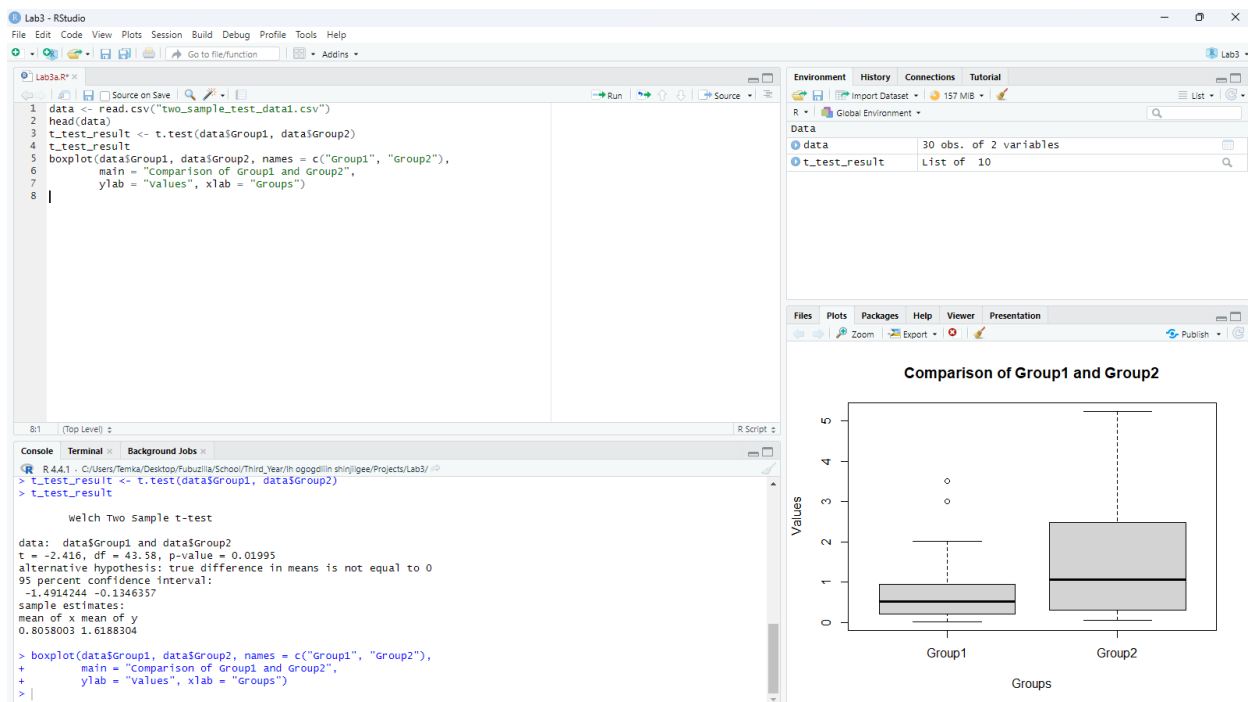 Lab3 - RStudio
File Edit Code View Plots Session Build Debug Profile Tools Help
Go to file/function
Addins
Lab3
Lab3a.R*
Source on Save
Run
Source
1 data <- read.csv("two_sample_test_data1.csv")
2 head(data)
3 t_test_result <- t.test(data$Group1, data$Group2)
4 t_test_result
5 boxplot(data$Group1, data$Group2, names = c("Group1", "Group2"),
6 main = "Comparison of Group1 and Group2",
7 ylab = "Values", xlab = "Groups")
8
8:1 (Top Level) R Script
Console Terminal Background Jobs
R 4.4.1 · C:/Users/Temka/Desktop/Fubuzilla/School/Third_Year/Ih ogogdliin shinjilgee/Projects/Lab3/
> t_test_result <- t.test(data$Group1, data$Group2)
> t_test_result
Welch Two Sample t-test
data: data$Group1 and data$Group2
t = -2.416, df = 43.58, p-value = 0.01995
alternative hypothesis: true difference in means is not equal to 0
95 percent confidence interval:
-1.4914244 -0.1346357
sample estimates:
mean of x mean of y
0.8058003 1.6188304
> boxplot(data$Group1, data$Group2, names = c("Group1", "Group2"),
+ main = "Comparison of Group1 and Group2",
+ ylab = "Values", xlab = "Groups")
>
Environment History Connections Tutorial
Import Dataset 157 MiB List
R Global Environment
Data
data 30 obs. of 2 variables
t_test_result List of 10
Files Plots Packages Help Viewer Presentation
Zoom Export Publish
Comparison of Group1 and Group2
5
4
3
2
1
0
Values
Group1 Group2
Groups